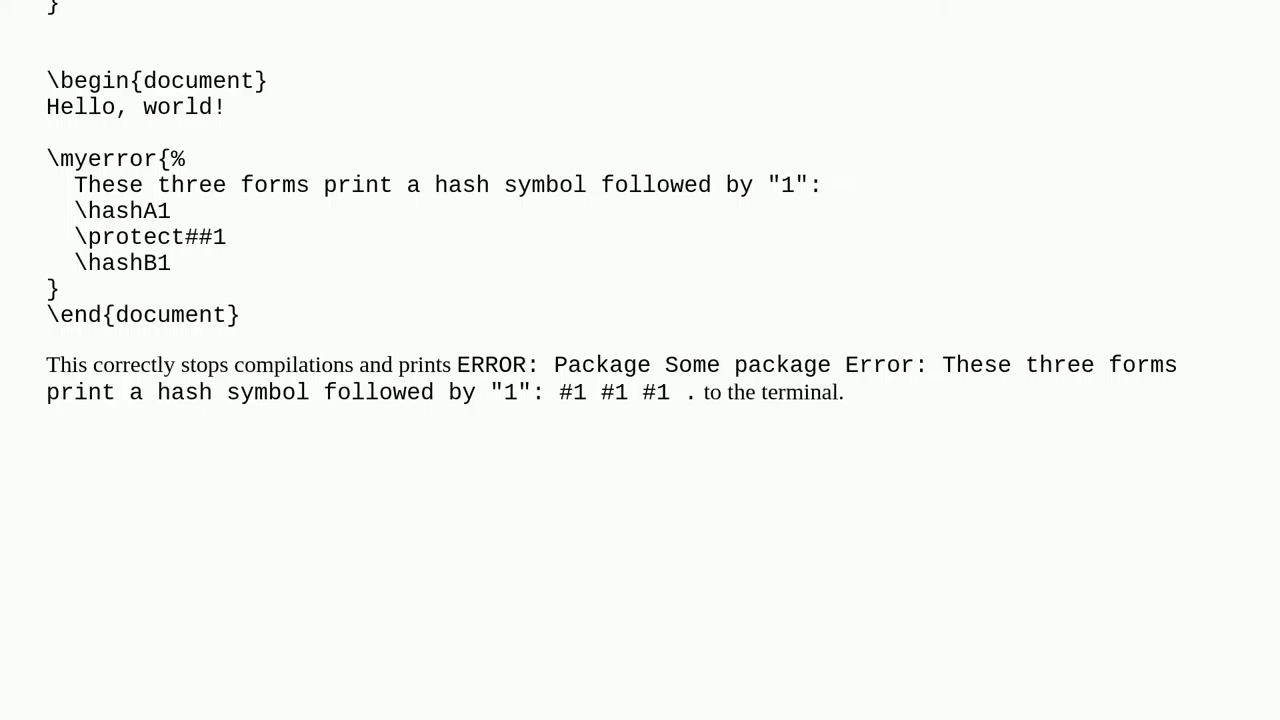 }
\begin{document}
Hello, world!
\myerror{%
  These three forms print a hash symbol followed by "1":
  \hashA1
  \protect##1
  \hashB1
}
\end{document}
This correctly stops compilations and prints ERROR: Package Some package Error: These three forms
print a hash symbol followed by "1": #1 #1 #1 . to the terminal.